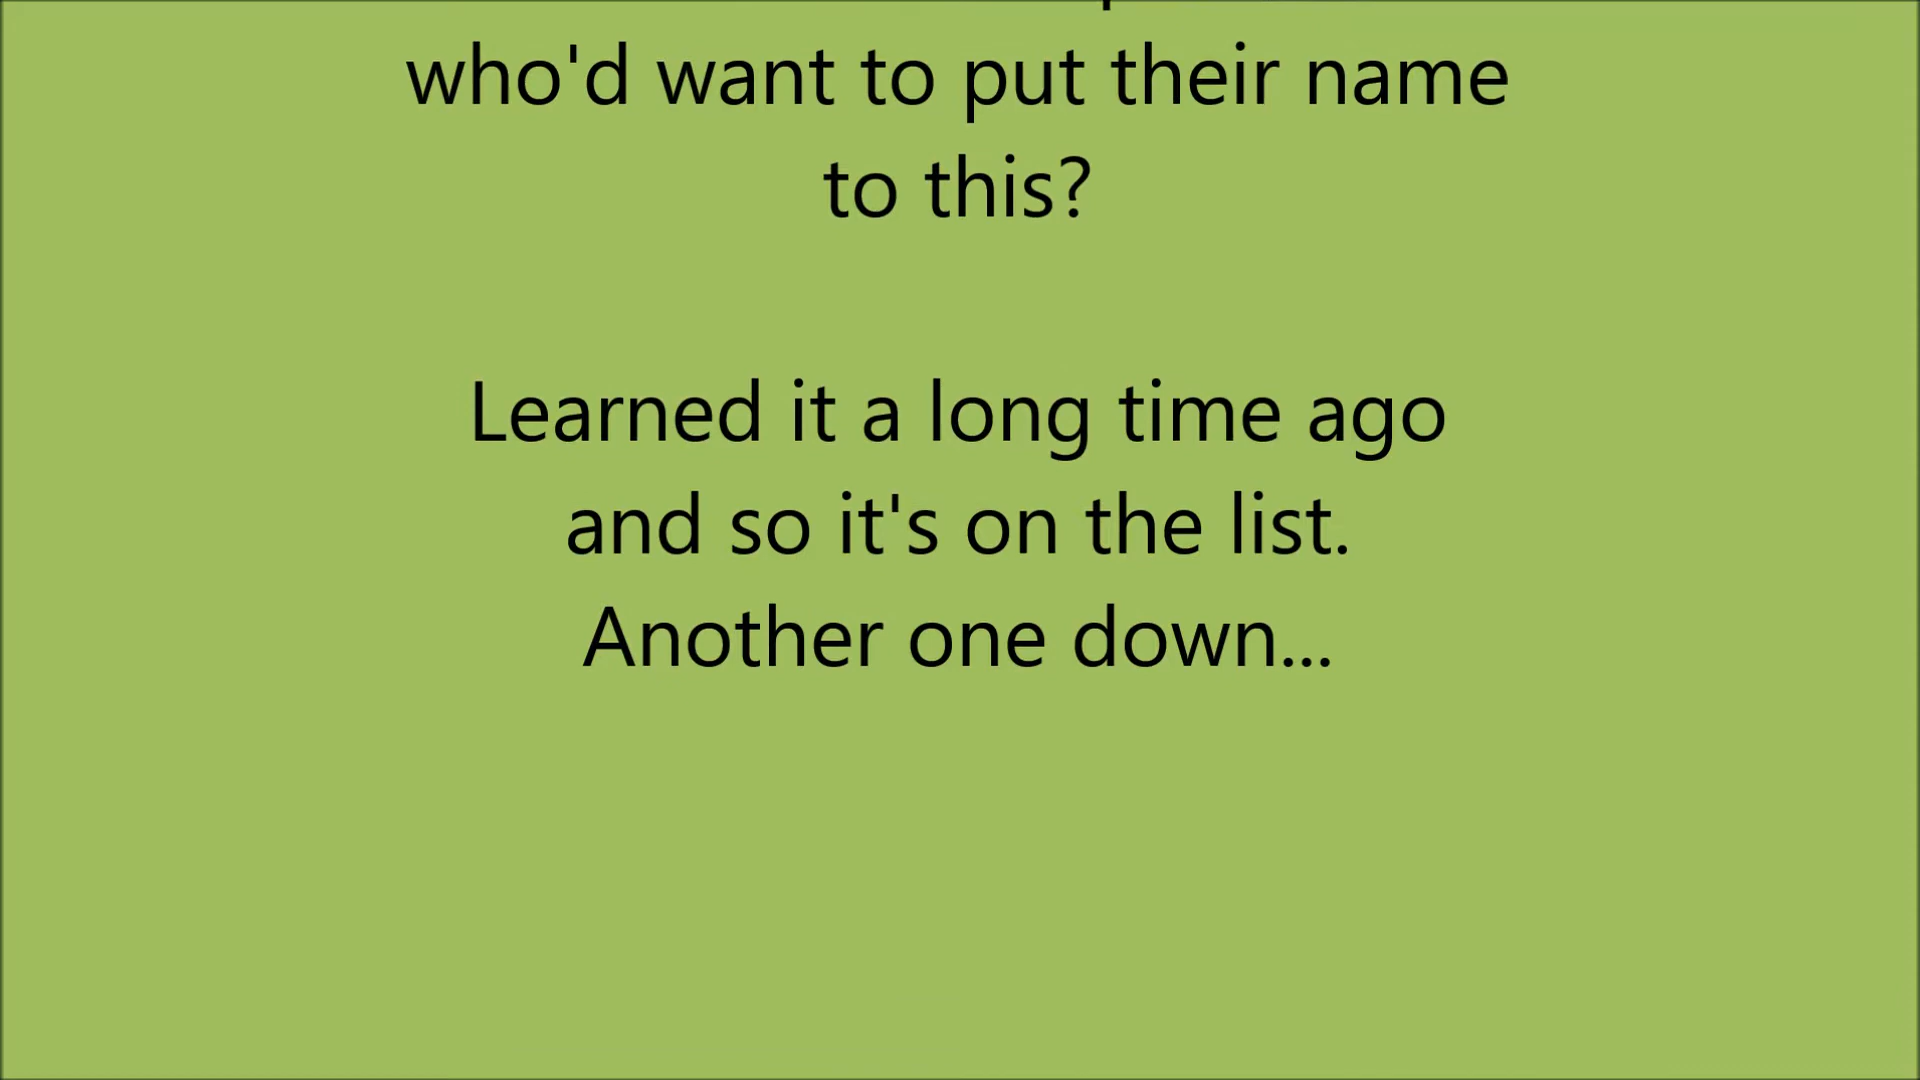 who'd want to put their name
to this?
Learned it a long time ago
and so it's on the list.
Another one down...